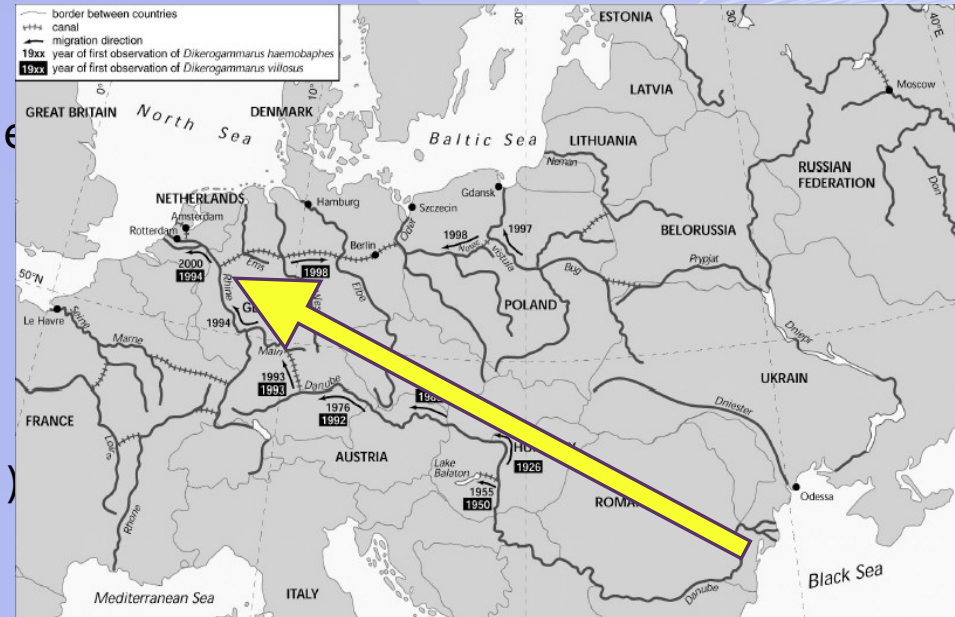 border between countries
canal
migration direction
19xx year of first observation of Dikerogammarus haemobaphes
19xx year of first observation of Dikerogammarus villosus
20°
ESTONIA
30
40°E
0°
10°
Moscow
LATVIA
GREAT BRITAIN
North Sea
DENMARK
Baltic Sea
LITHUANIA
e
Neman
RUSSIAN
FEDERATION
Don
NETHERLANDS
Gdansk
Hamburg
Szczecin
Amsterdam
Rotterdam
Oder
1998
1997
BELORUSSIA
Berlin
Notec
vistula
Bug
Prypjat
2000
1994
Ems
1998
50°N
Rhine
Elbe
POLAND
Le Havre
Seine
1994
Dniepr
Marne
Main
1993
1993
Danube
UKRAIN
1976
1992
Dniester
FRANCE
Loire
AUSTRIA
1926
)
Lake
Balaton
1955
1950
Odessa
Rhone
Black Sea
Mediterranean Sea
ITALY
Danube